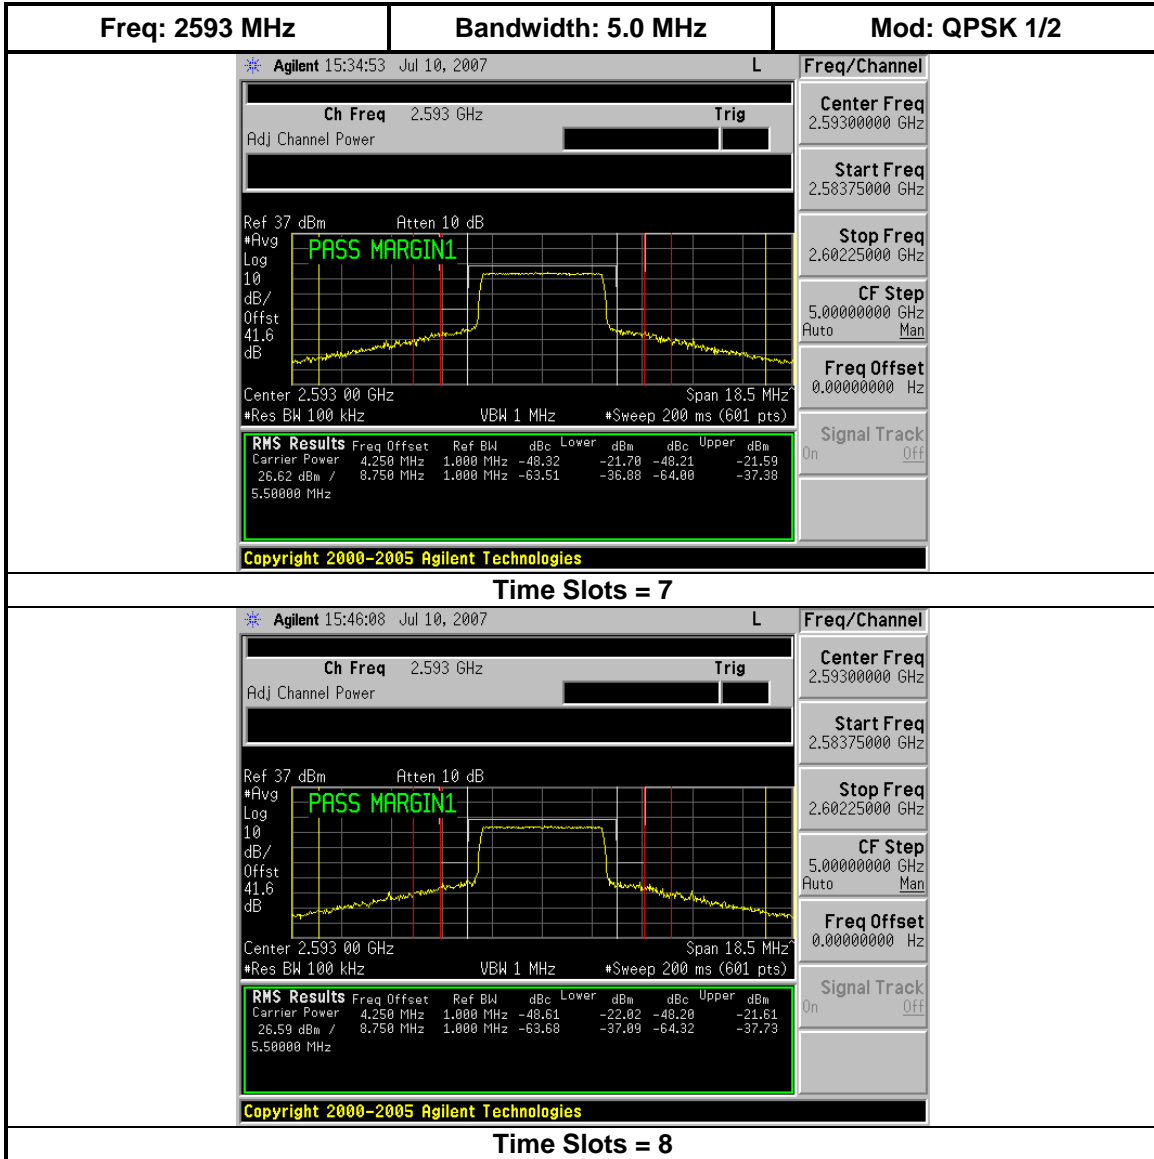 Freq: 2593 MHz Bandwidth: 5.0 MHz Mod: QPSK 1/2
Agilent 15:34:53 Jul 10, 2007 L Freq/Channel
Ch Freq 2.593 GHz Trig
Adj Channel Power
Center Freq
2.59300000 GHz
Start Freq
2.58375000 GHz
Stop Freq
2.60225000 GHz
CF Step
5.00000000 GHz
Auto Man
Freq Offset
0.00000000 Hz
Signal Track
On Off
Ref 37 dBm Atten 10 dB
#Avg
Log
10
dB/
Offst
41.6
dB
PASS MARGIN1
Center 2.593 00 GHz Span 18.5 MHz^
#Res BW 100 kHz VBW 1 MHz #Sweep 200 ms (601 pts)
RMS Results Freq Offset Ref BW dBc Lower dBm dBc Upper dBm
Carrier Power 4.250 MHz 1.000 MHz -48.32 -21.70 -48.21 -21.59
26.62 dBm / 8.750 MHz 1.000 MHz -63.51 -36.88 -64.00 -37.38
5.50000 MHz
Copyright 2000-2005 Agilent Technologies
Time Slots = 7
Agilent 15:46:08 Jul 10, 2007 L Freq/Channel
Ch Freq 2.593 GHz Trig
Adj Channel Power
Center Freq
2.59300000 GHz
Start Freq
2.58375000 GHz
Stop Freq
2.60225000 GHz
CF Step
5.00000000 GHz
Auto Man
Freq Offset
0.00000000 Hz
Signal Track
On Off
Ref 37 dBm Atten 10 dB
#Avg
Log
10
dB/
Offst
41.6
dB
PASS MARGIN1
Center 2.593 00 GHz Span 18.5 MHz^
#Res BW 100 kHz VBW 1 MHz #Sweep 200 ms (601 pts)
RMS Results Freq Offset Ref BW dBc Lower dBm dBc Upper dBm
Carrier Power 4.250 MHz 1.000 MHz -48.61 -22.02 -48.20 -21.61
26.59 dBm / 8.750 MHz 1.000 MHz -63.68 -37.09 -64.32 -37.73
5.50000 MHz
Copyright 2000-2005 Agilent Technologies
Time Slots = 8